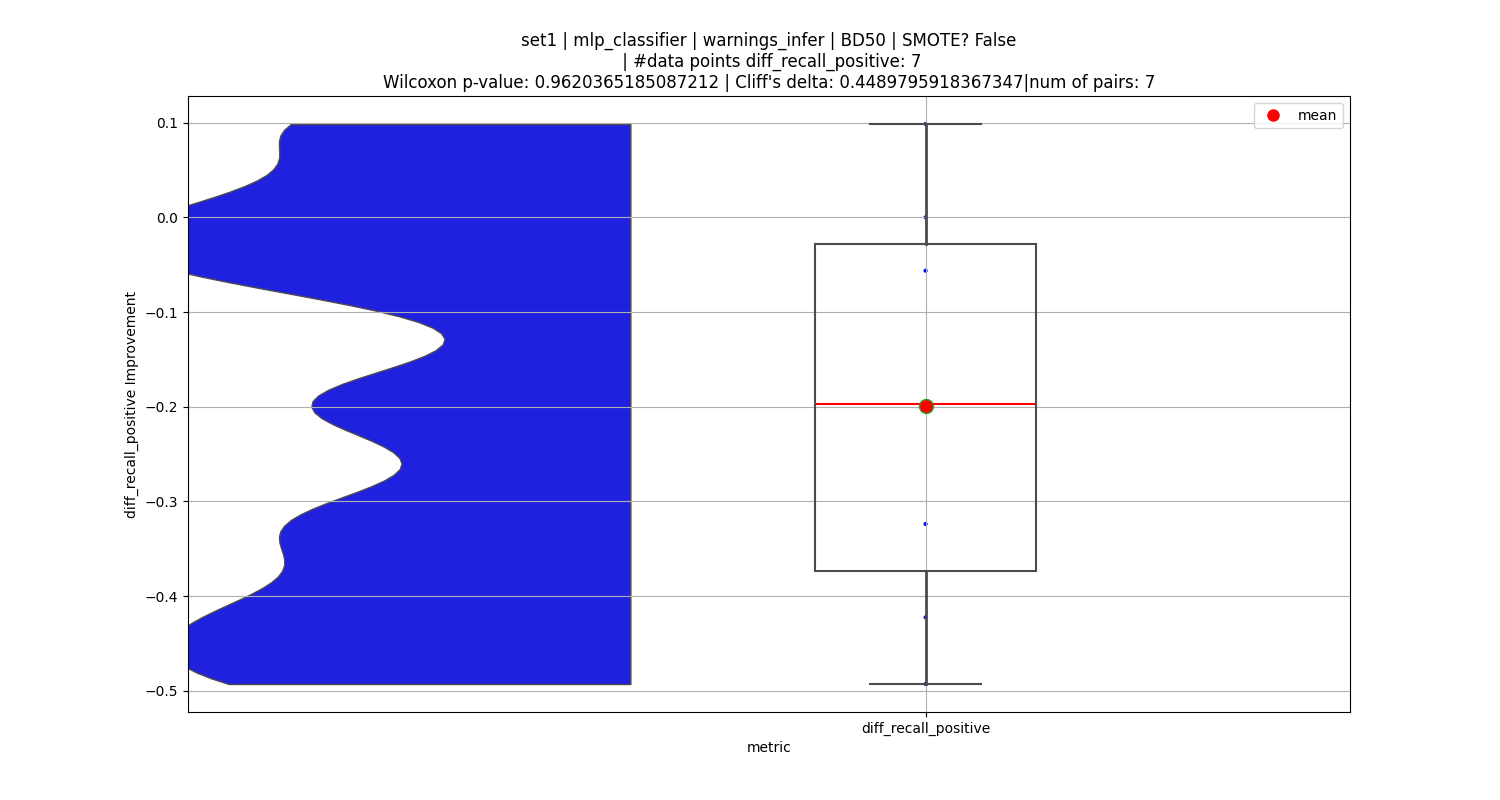 set1 | mlp_classifier | warnings_infer | BD50 | SMOTE? False
| #data points diff_recall_positive: 7
Wilcoxon p-value: 0.9620365185087212 | Cliff's delta: 0.4489795918367347|num of pairs: 7
mean
0.1
0.0
−0.1
−0.2
−0.3
−0.4
−0.5
diff_recall_positive Improvement
diff_recall_positive
metric